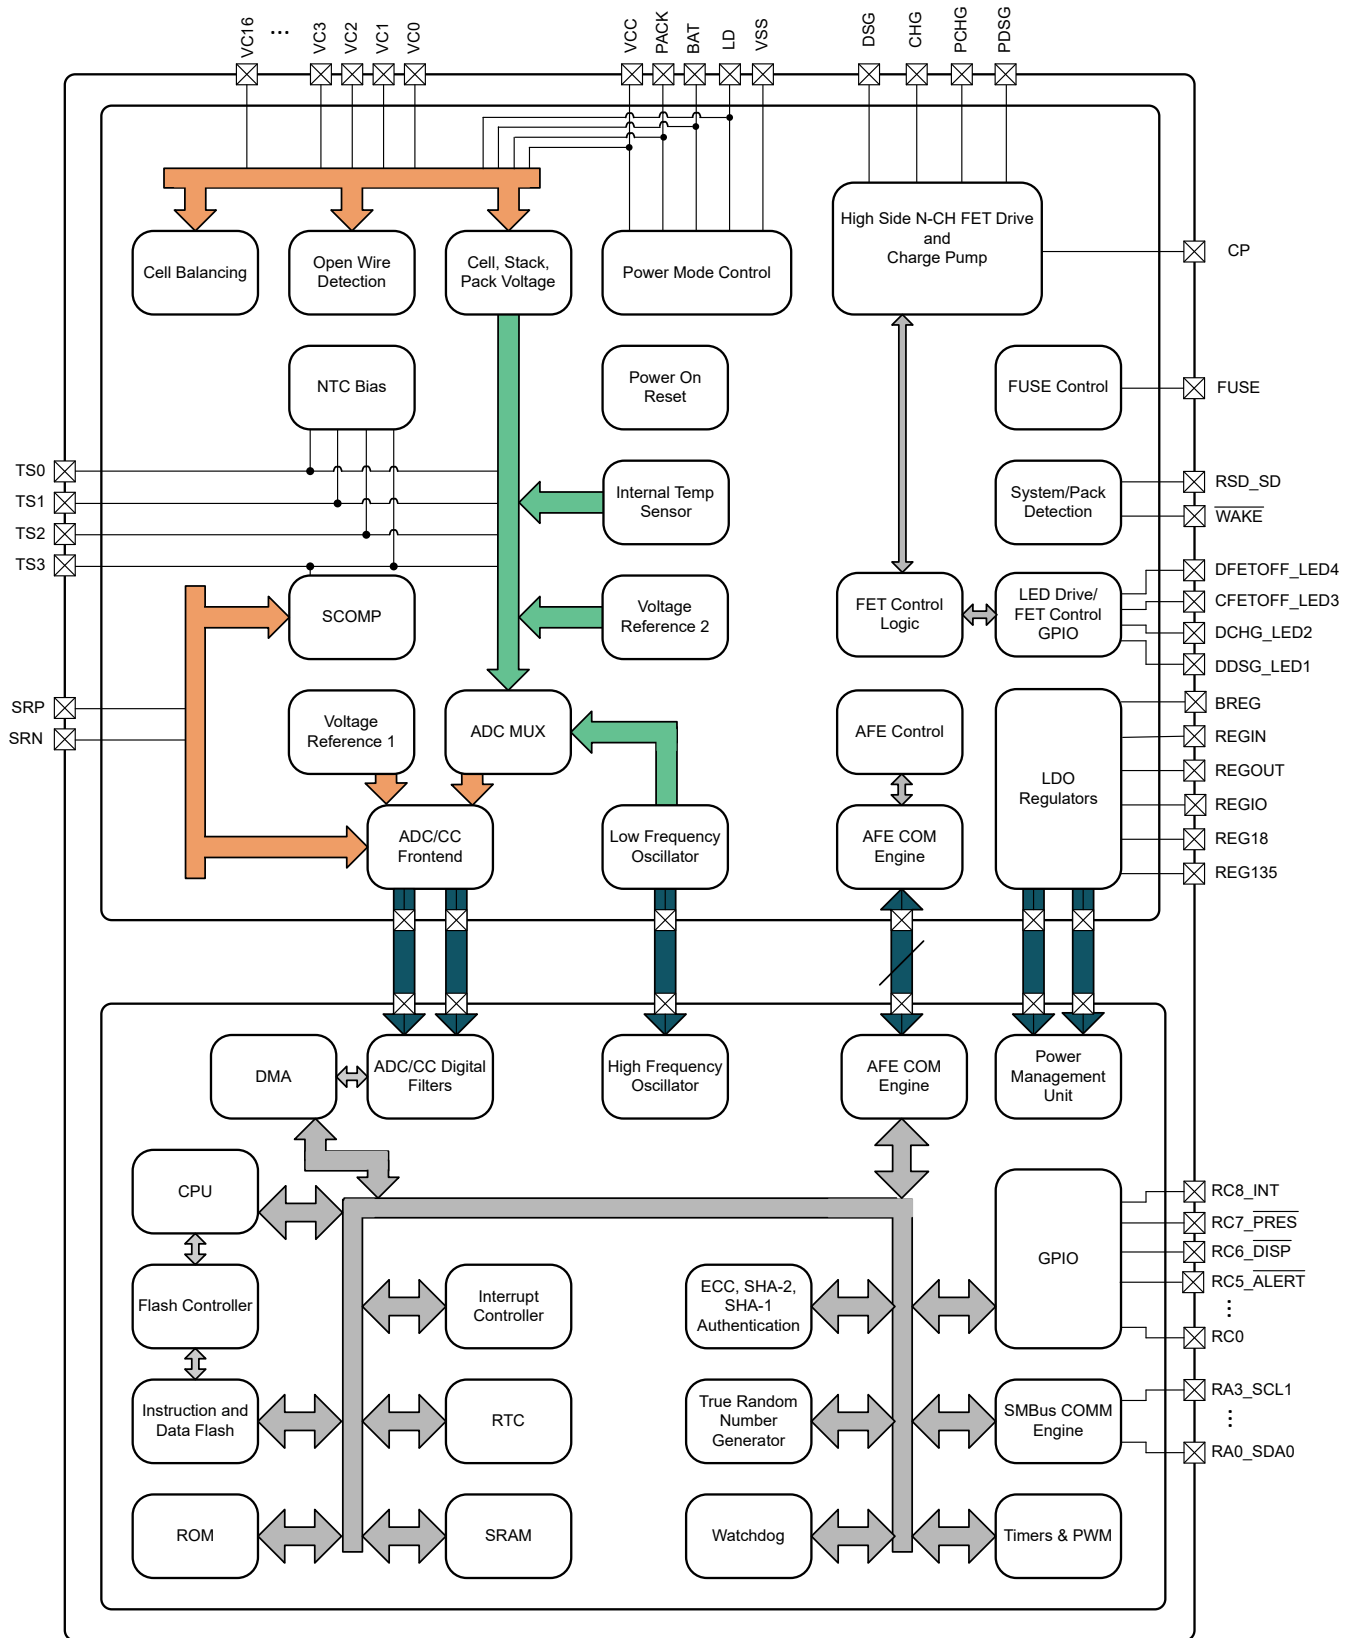 VC16
...
VC3
VC2
VC1
VC0
VCC
PACK
BAT
LD
VSS
DSG
CHG
PCHG
PDSG
Cell Balancing
Open Wire
Detection
Cell, Stack,
Pack Voltage
Power Mode Control
High Side N-CH FET Drive
and
Charge Pump
CP
NTC Bias
Power On
Reset
FUSE Control
FUSE
TS0
TS1
TS2
TS3
Internal Temp
Sensor
System/Pack
Detection
RSD_SD
WAKE
SCOMP
Voltage
Reference 2
FET Control
Logic
LED Drive/
FET Control
GPIO
DFETOFF_LED4
CFETOFF_LED3
DCHG_LED2
DDSG_LED1
SRP
SRN
Voltage
Reference 1
ADC MUX
AFE Control
LDO
Regulators
BREG
REGIN
REGOUT
REGIO
REG18
REG135
ADC/CC
Frontend
Low Frequency
Oscillator
AFE COM
Engine
DMA
ADC/CC Digital
Filters
High Frequency
Oscillator
AFE COM
Engine
Power
Management
Unit
CPU
Flash Controller
Instruction and
Data Flash
ROM
Interrupt
Controller
RTC
SRAM
ECC, SHA-2,
SHA-1
Authentication
True Random
Number
Generator
Watchdog
GPIO
SMBus COMM
Engine
Timers & PWM
RC8_INT
RC7_PRES
RC6_DISP
RC5_ALERT
...
RC0
RA3_SCL1
...
RA0_SDA0